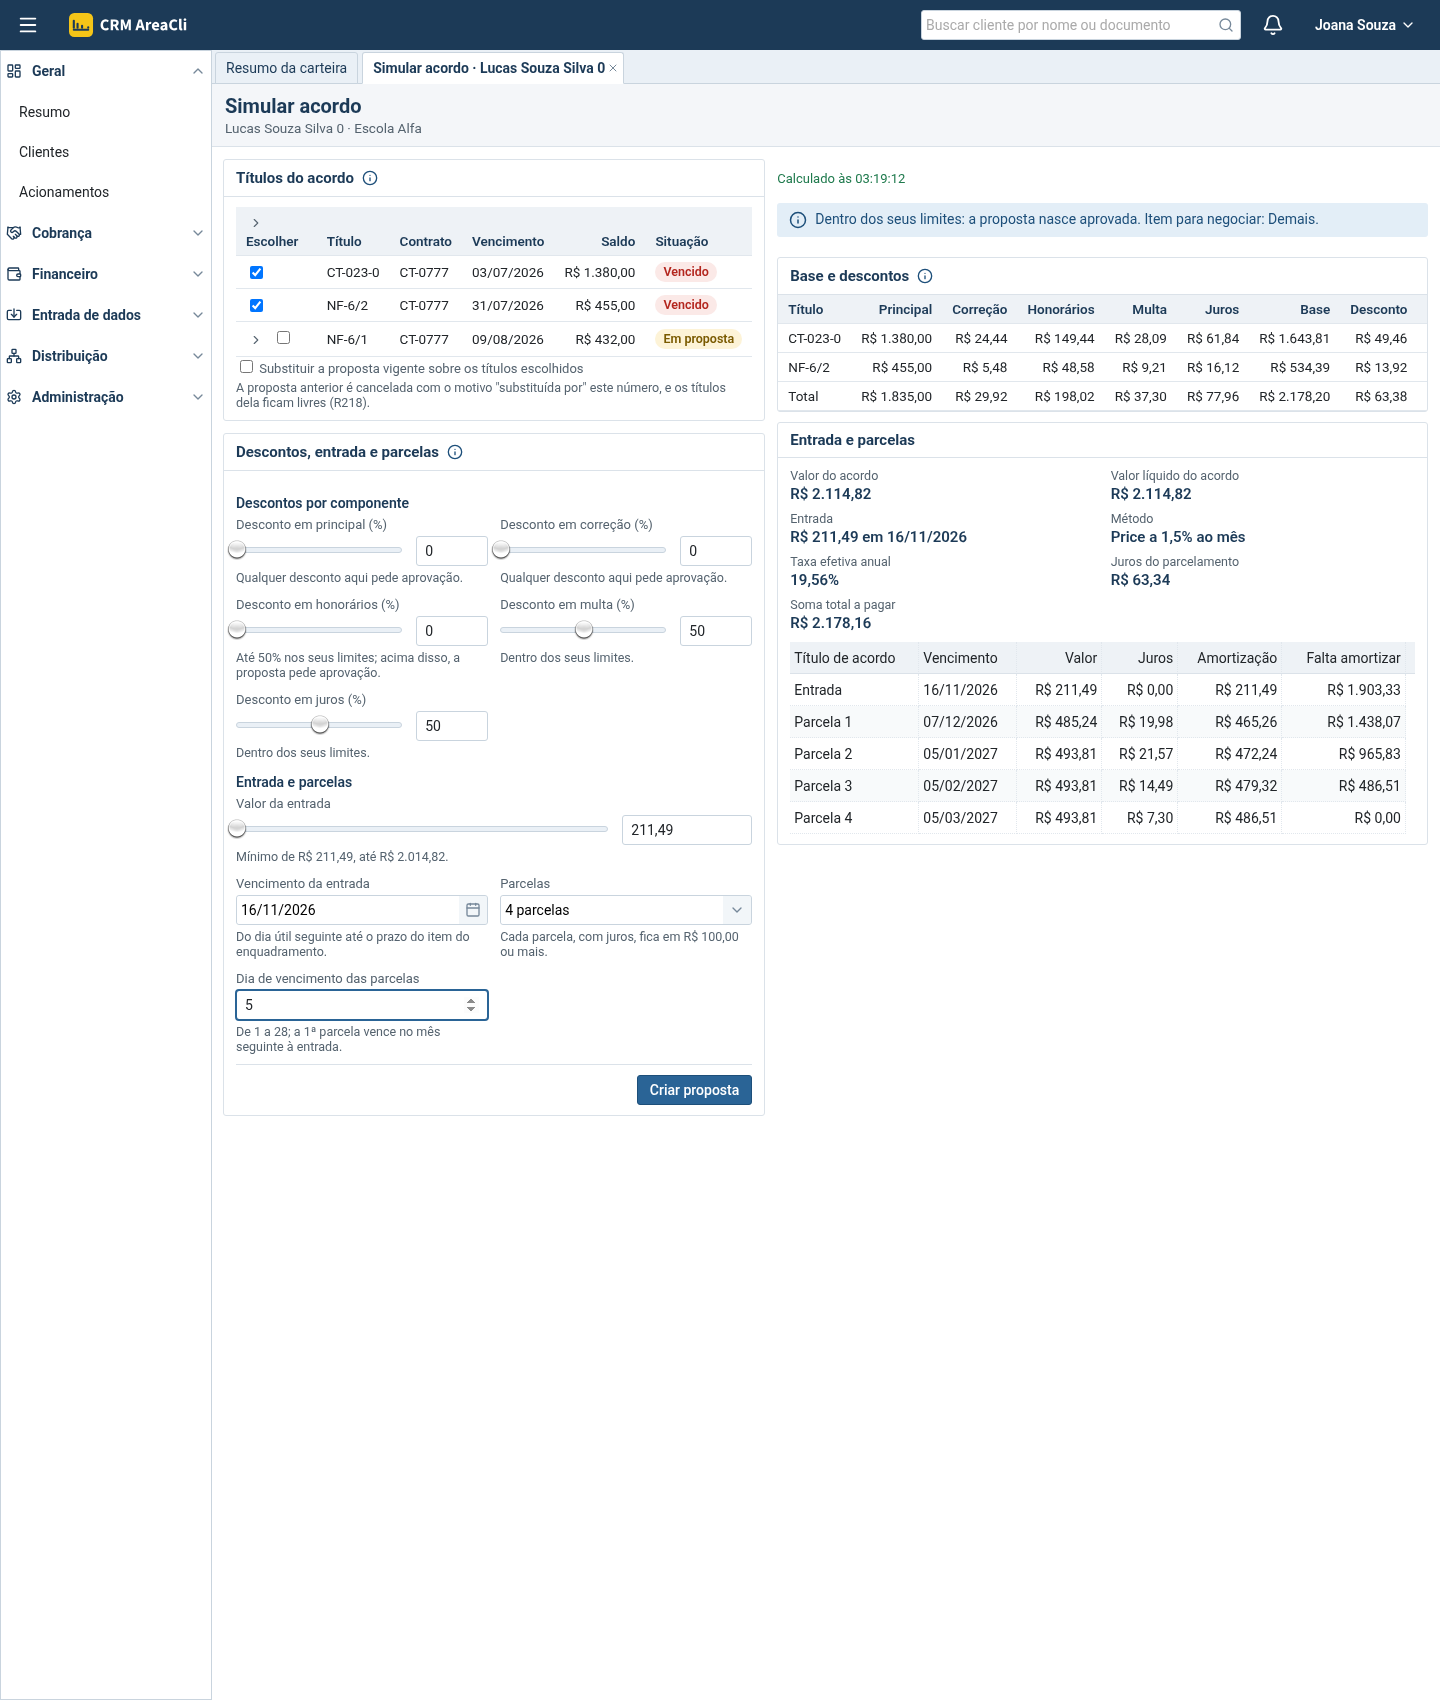 CRM AreaCli
Buscar cliente por nome ou documento
Joana Souza
Geral
Resumo
Clientes
Acionamentos
Cobrança
Financeiro
Entrada de dados
Distribuição
Administração
Resumo da carteira
Simular acordo · Lucas Souza Silva 0
Simular acordo
Lucas Souza Silva 0 · Escola Alfa
Títulos do acordo
Escolher Título Contrato Vencimento Saldo Situação
CT-023-0 CT-0777 03/07/2026 R$ 1.380,00 Vencido
NF-6/2 CT-0777 31/07/2026 R$ 455,00 Vencido
NF-6/1 CT-0777 09/08/2026 R$ 432,00 Em proposta
Substituir a proposta vigente sobre os títulos escolhidos
A proposta anterior é cancelada com o motivo "substituída por" este número, e os títulos
dela ficam livres (R218).
Descontos, entrada e parcelas
Descontos por componente
Desconto em principal (%) Desconto em correção (%)
0 0
Qualquer desconto aqui pede aprovação. Qualquer desconto aqui pede aprovação.
Desconto em honorários (%) Desconto em multa (%)
0 50
Até 50% nos seus limites; acima disso, a
proposta pede aprovação.
Dentro dos seus limites.
Desconto em juros (%)
50
Dentro dos seus limites.
Entrada e parcelas
Valor da entrada
211,49
Mínimo de R$ 211,49, até R$ 2.014,82.
Vencimento da entrada Parcelas
16/11/2026 4 parcelas
Do dia útil seguinte até o prazo do item do
enquadramento.
Cada parcela, com juros, fica em R$ 100,00
ou mais.
Dia de vencimento das parcelas
5
De 1 a 28; a 1ª parcela vence no mês
seguinte à entrada.
Criar proposta
Calculado às 03:19:12
Dentro dos seus limites: a proposta nasce aprovada. Item para negociar: Demais.
Base e descontos
Título Principal Correção Honorários Multa Juros Base Desconto
CT-023-0 R$ 1.380,00 R$ 24,44 R$ 149,44 R$ 28,09 R$ 61,84 R$ 1.643,81 R$ 49,46
NF-6/2 R$ 455,00 R$ 5,48 R$ 48,58 R$ 9,21 R$ 16,12 R$ 534,39 R$ 13,92
Total R$ 1.835,00 R$ 29,92 R$ 198,02 R$ 37,30 R$ 77,96 R$ 2.178,20 R$ 63,38
Entrada e parcelas
Valor do acordo Valor líquido do acordo
R$ 2.114,82 R$ 2.114,82
Entrada Método
R$ 211,49 em 16/11/2026 Price a 1,5% ao mês
Taxa efetiva anual Juros do parcelamento
19,56% R$ 63,34
Soma total a pagar
R$ 2.178,16
Título de acordo Vencimento Valor Juros Amortização Falta amortizar
Entrada 16/11/2026 R$ 211,49 R$ 0,00 R$ 211,49 R$ 1.903,33
Parcela 1 07/12/2026 R$ 485,24 R$ 19,98 R$ 465,26 R$ 1.438,07
Parcela 2 05/01/2027 R$ 493,81 R$ 21,57 R$ 472,24 R$ 965,83
Parcela 3 05/02/2027 R$ 493,81 R$ 14,49 R$ 479,32 R$ 486,51
Parcela 4 05/03/2027 R$ 493,81 R$ 7,30 R$ 486,51 R$ 0,00